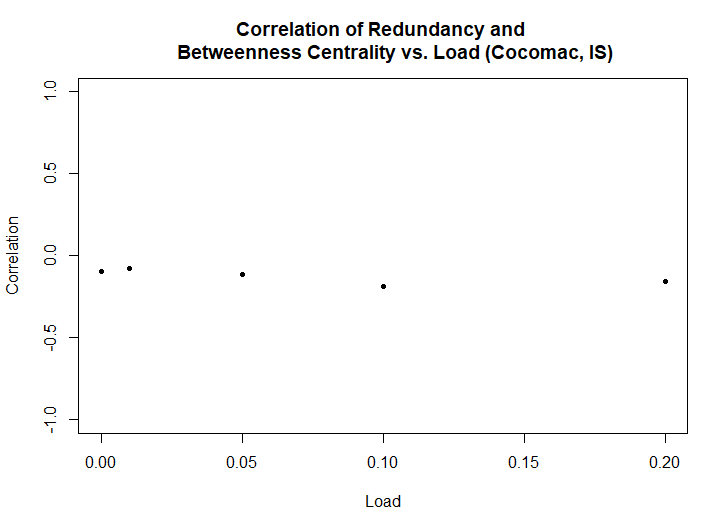 Correlation of Redundancy and
Betweenness Centrality vs. Load (Cocomac, IS)
Correlation
1.0
0.5
0.0
-0.5
-1.0
0.00 0.05 0.10 0.15 0.20
Load